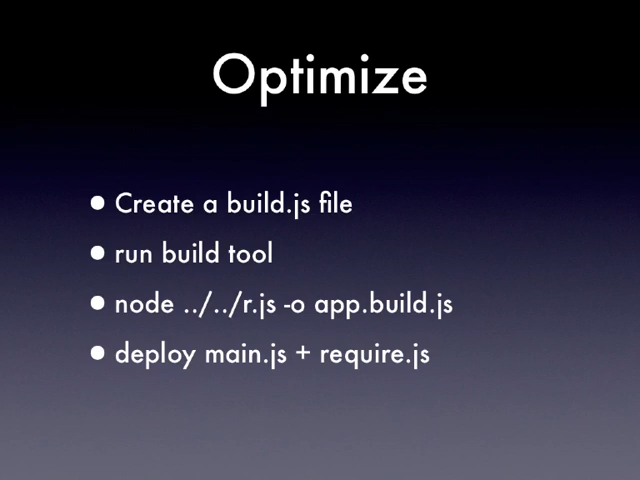 Optimize
• Create a build.js file
• run build tool
• node ../../r.js -o app.build.js
• deploy main.js + require.js